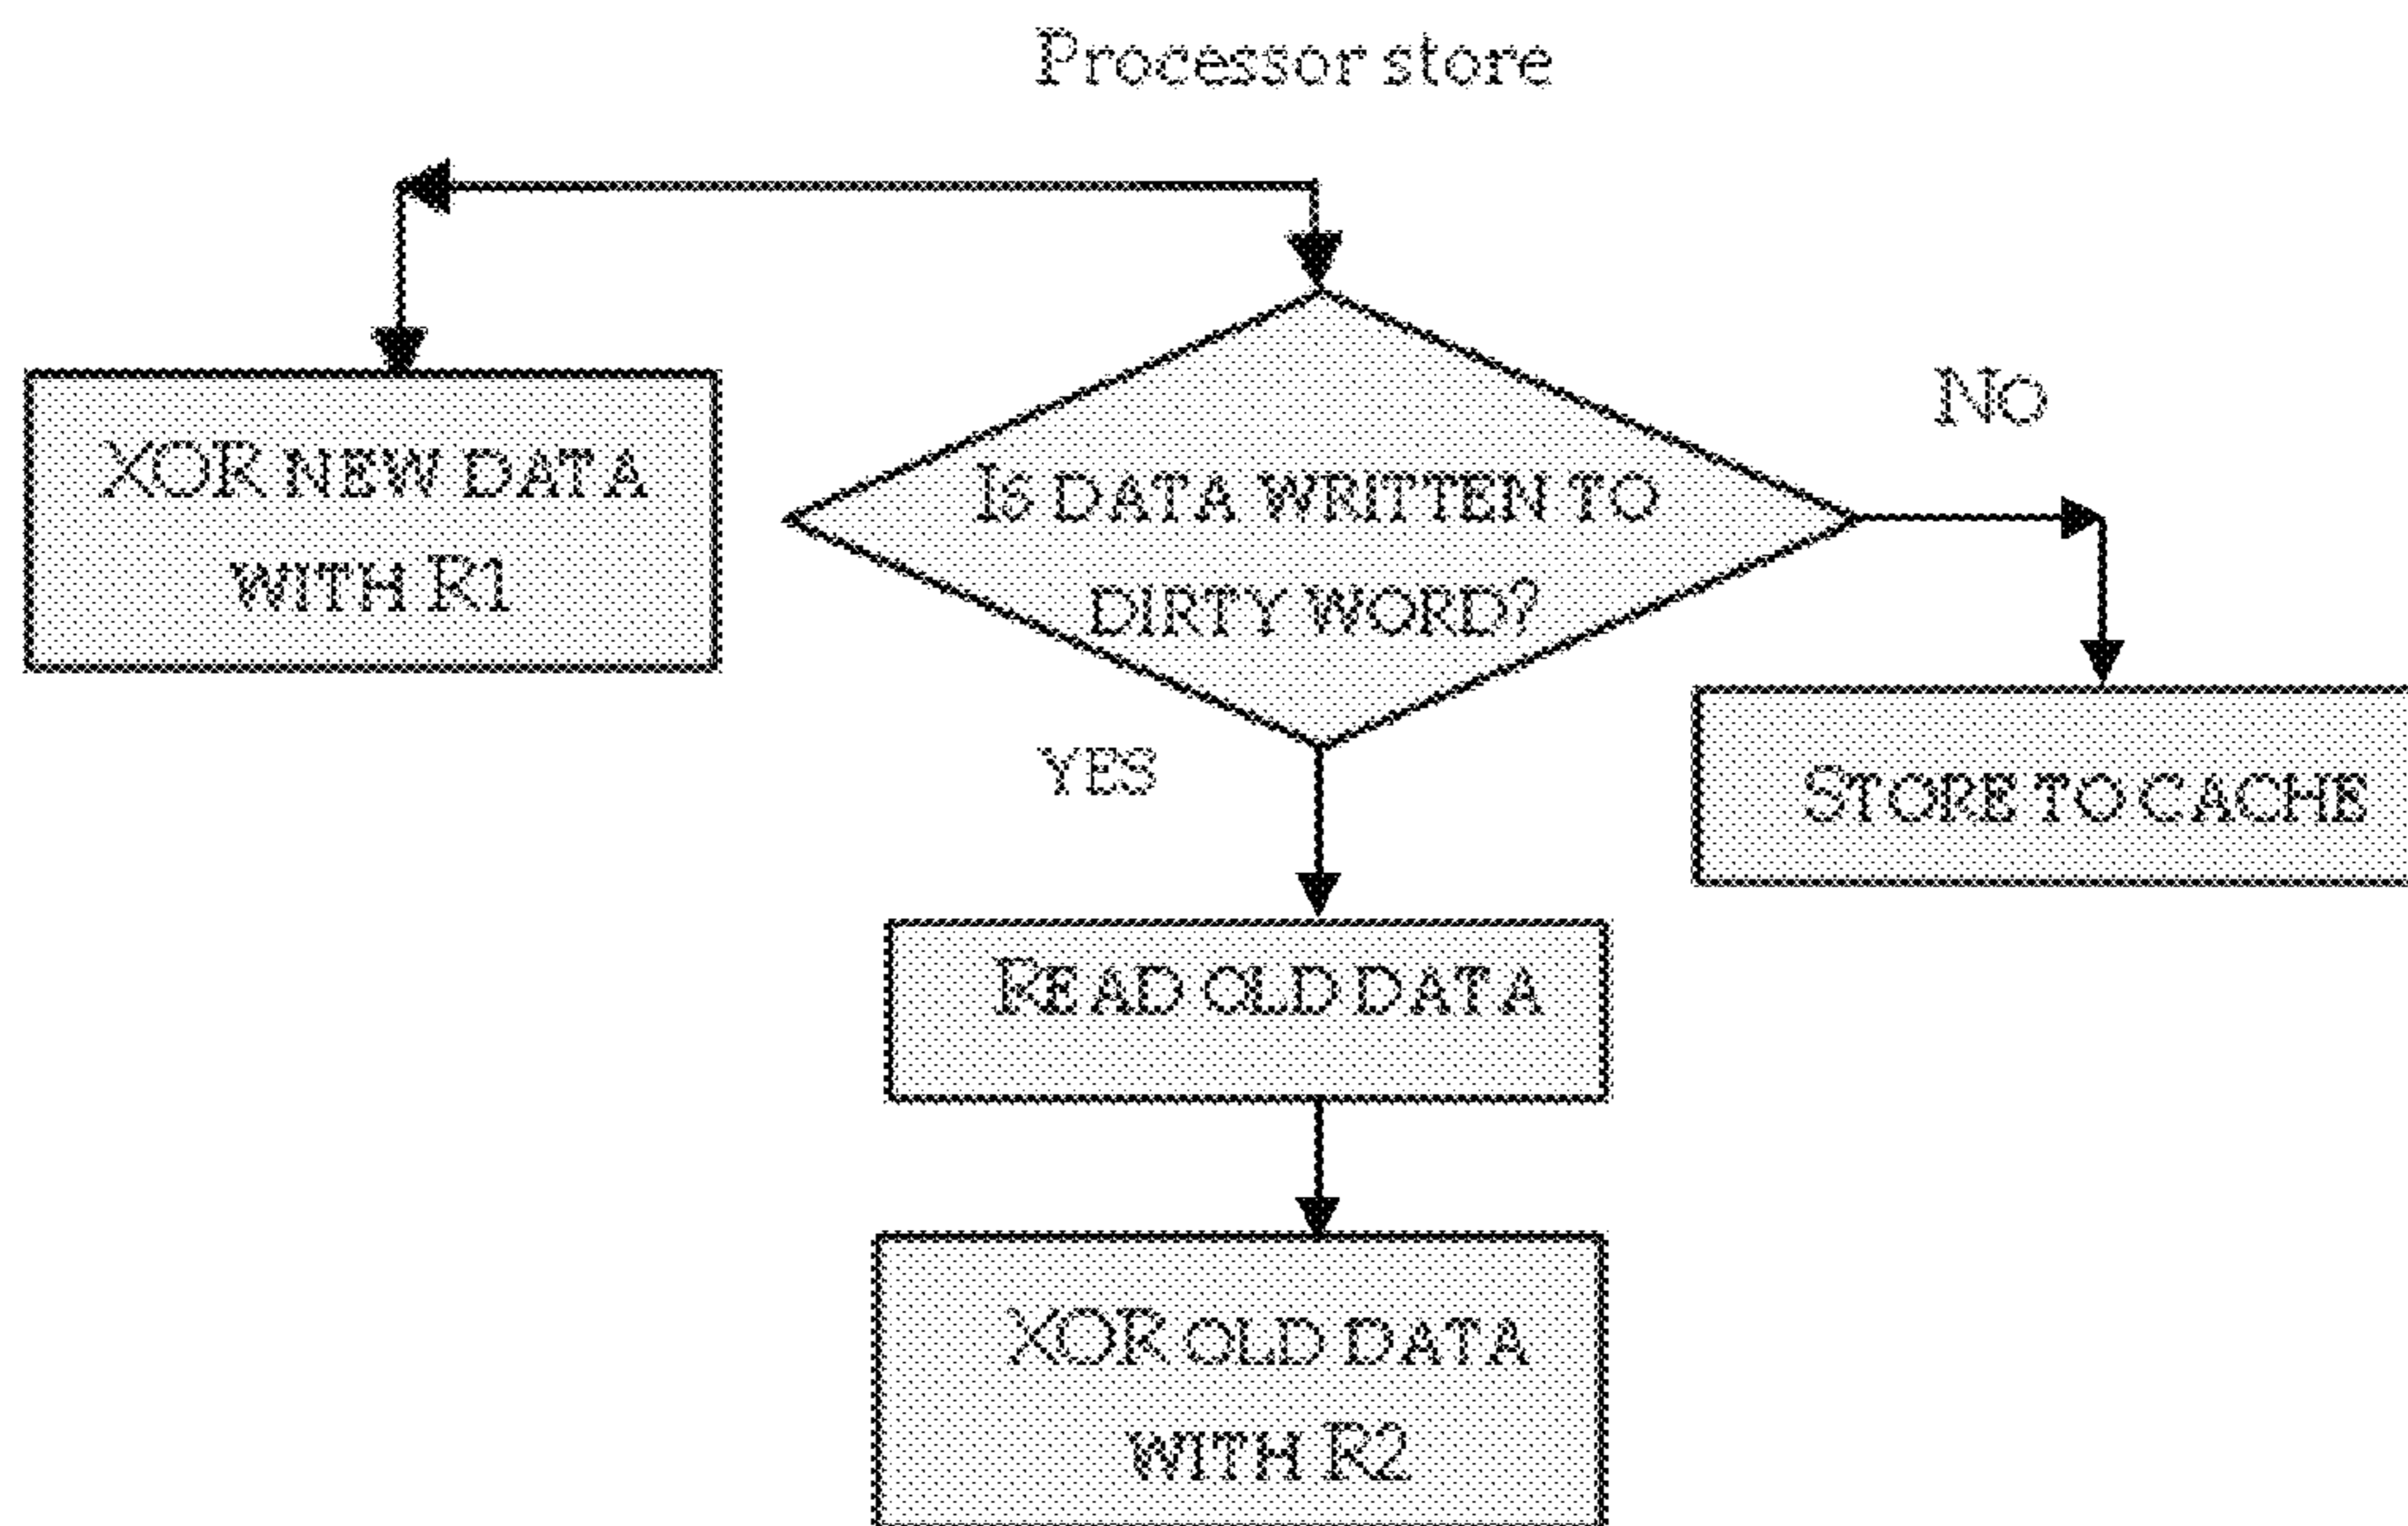 Processor store
XOR NEW DATA
WITH R1
IS DATA WRITTEN TO
DIRTY WORD?
NO
YES
STORE TO CACHE
READ OLD DATA
XOR OLD DATA
WITH R2